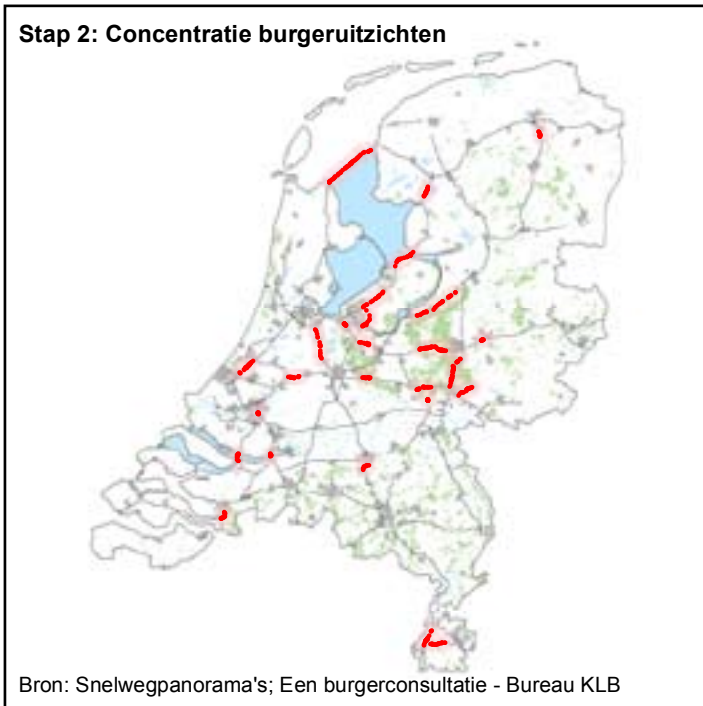 Stap 2: Concentratie burgeruitzichten
Bron: Snelwegpanorama's; Een burgerconsultatie - Bureau KLB